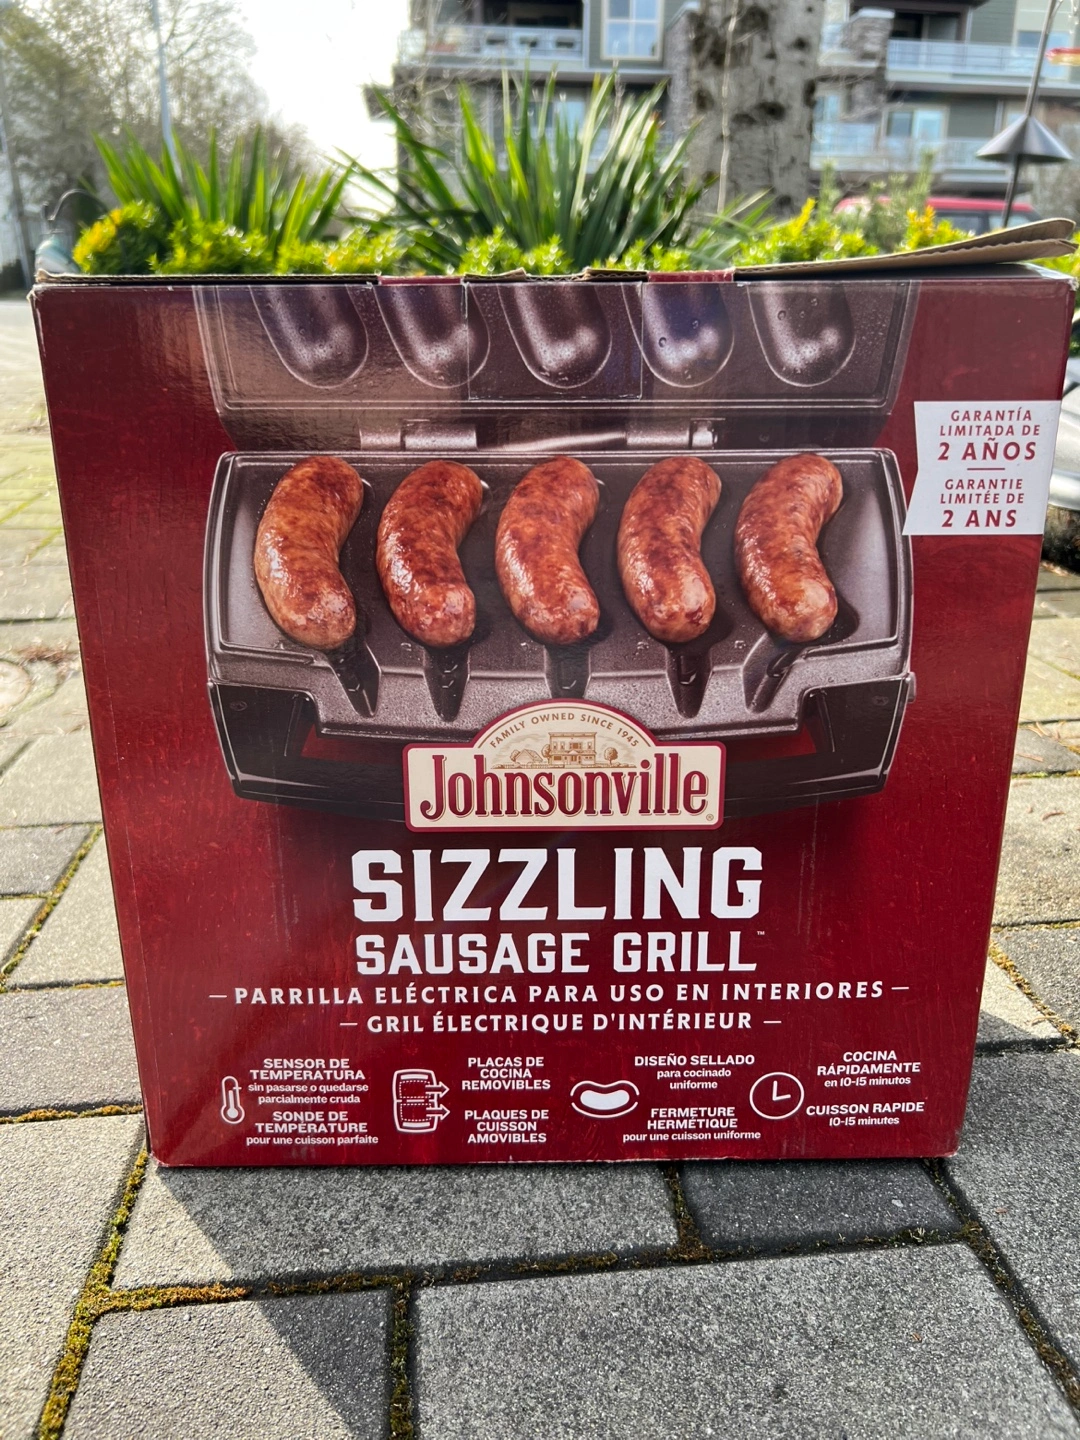 GARANTÍA
LIMITADA DE
2 AÑOS
GARANTIE
LIMITÉE DE
2 ANS
FAMILY OWNED SINCE 1945
Johnsonville®
SIZZLING
SAUSAGE GRILL™
— PARRILLA ELÉCTRICA PARA USO EN INTERIORES —
— GRIL ÉLECTRIQUE D'INTÉRIEUR —
SENSOR DE
TEMPERATURA
sin pasarse o quedarse
parcialmente cruda
SONDE DE
TEMPÉRATURE
pour une cuisson parfaite
PLACAS DE
COCINA
REMOVIBLES
PLAQUES DE
CUISSON
AMOVIBLES
DISEÑO SELLADO
para cocinado
uniforme
FERMETURE
HERMÉTIQUE
pour une cuisson uniforme
COCINA
RÁPIDAMENTE
en 10-15 minutos
CUISSON RAPIDE
10-15 minutes